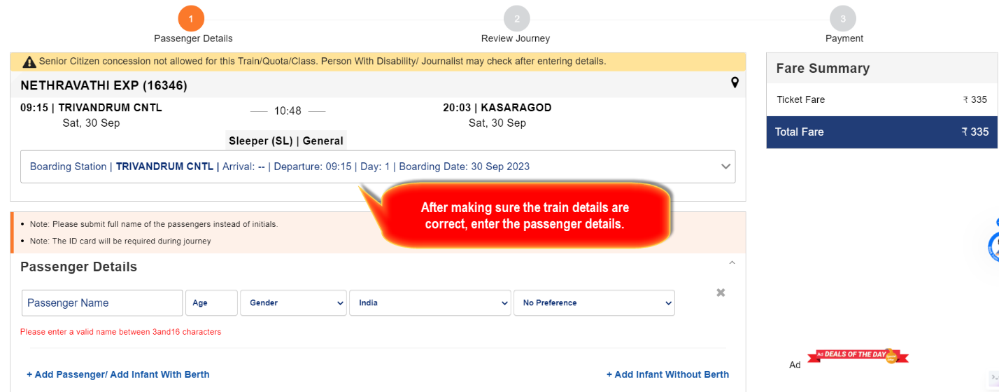 1
2
3
Passenger Details
Review Journey
Payment
Senior Citizen concession not allowed for this Train/Quota/Class. Person With Disability/ Journalist may check after entering details.
NETHRAVATHI EXP (16346)
09:15 | TRIVANDRUM CNTL
10:48
20:03 | KASARAGOD
Sat, 30 Sep
Sat, 30 Sep
Sleeper (SL) | General
Boarding Station | TRIVANDRUM CNTL | Arrival: -- | Departure: 09:15 | Day: 1 | Boarding Date: 30 Sep 2023
After making sure the train details are
correct, enter the passenger details.
Note: Please submit full name of the passengers instead of initials.
Note: The ID card will be required during journey
Passenger Details
Passenger Name
Age
Gender
India
No Preference
Please enter a valid name between 3and16 characters
+ Add Passenger/ Add Infant With Berth
+ Add Infant Without Berth
Fare Summary
Ticket Fare
₹ 335
Total Fare
₹ 335
Ad
Ad DEALS OF THE DAY